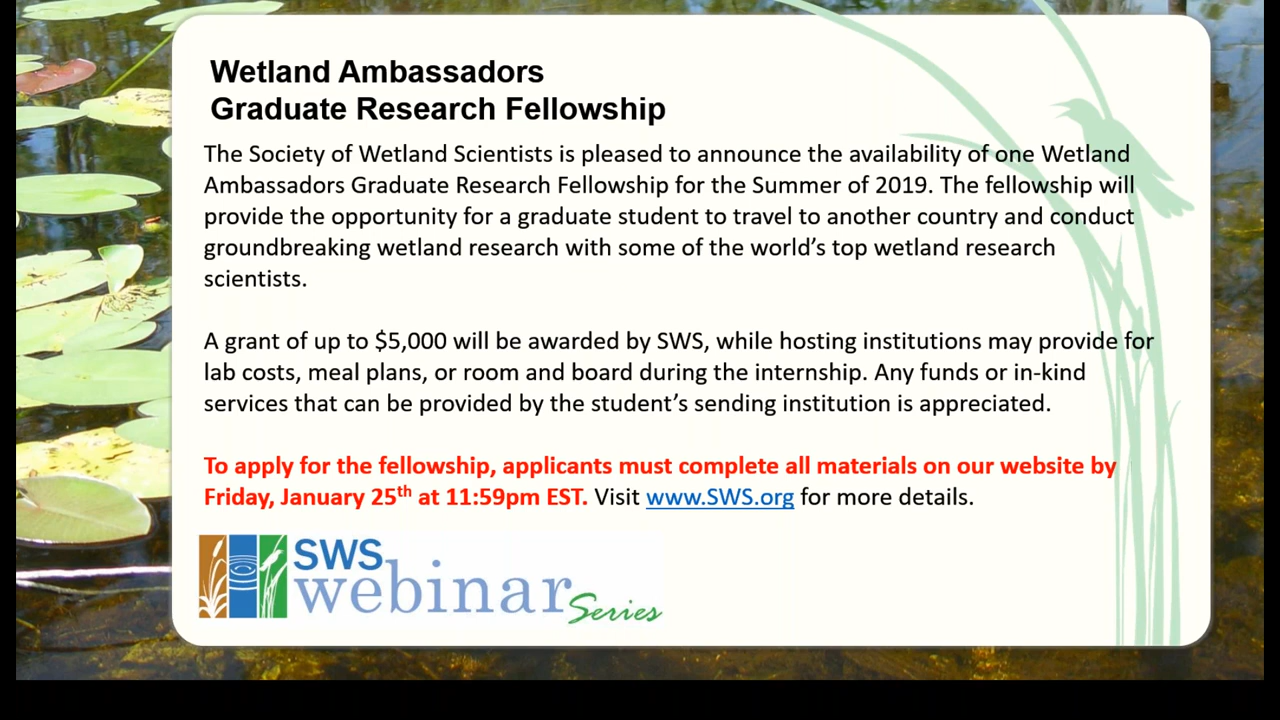 Wetland Ambassadors
Graduate Research Fellowship
The Society of Wetland Scientists is pleased to announce the availability of one Wetland
Ambassadors Graduate Research Fellowship for the Summer of 2019. The fellowship will
provide the opportunity for a graduate student to travel to another country and conduct
groundbreaking wetland research with some of the world’s top wetland research
scientists.
A grant of up to $5,000 will be awarded by SWS, while hosting institutions may provide for
lab costs, meal plans, or room and board during the internship. Any funds or in-kind
services that can be provided by the student’s sending institution is appreciated.
To apply for the fellowship, applicants must complete all materials on our website by
Friday, January 25th at 11:59pm EST. Visit www.SWS.org for more details.
SWS
webinar Series